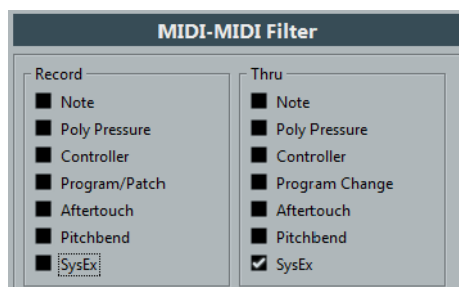 MIDI-MIDI Filter
Record
Note
Poly Pressure
Controller
Program/Patch
Aftertouch
Pitchbend
SysEx
Thru
Note
Poly Pressure
Controller
Program Change
Aftertouch
Pitchbend
SysEx